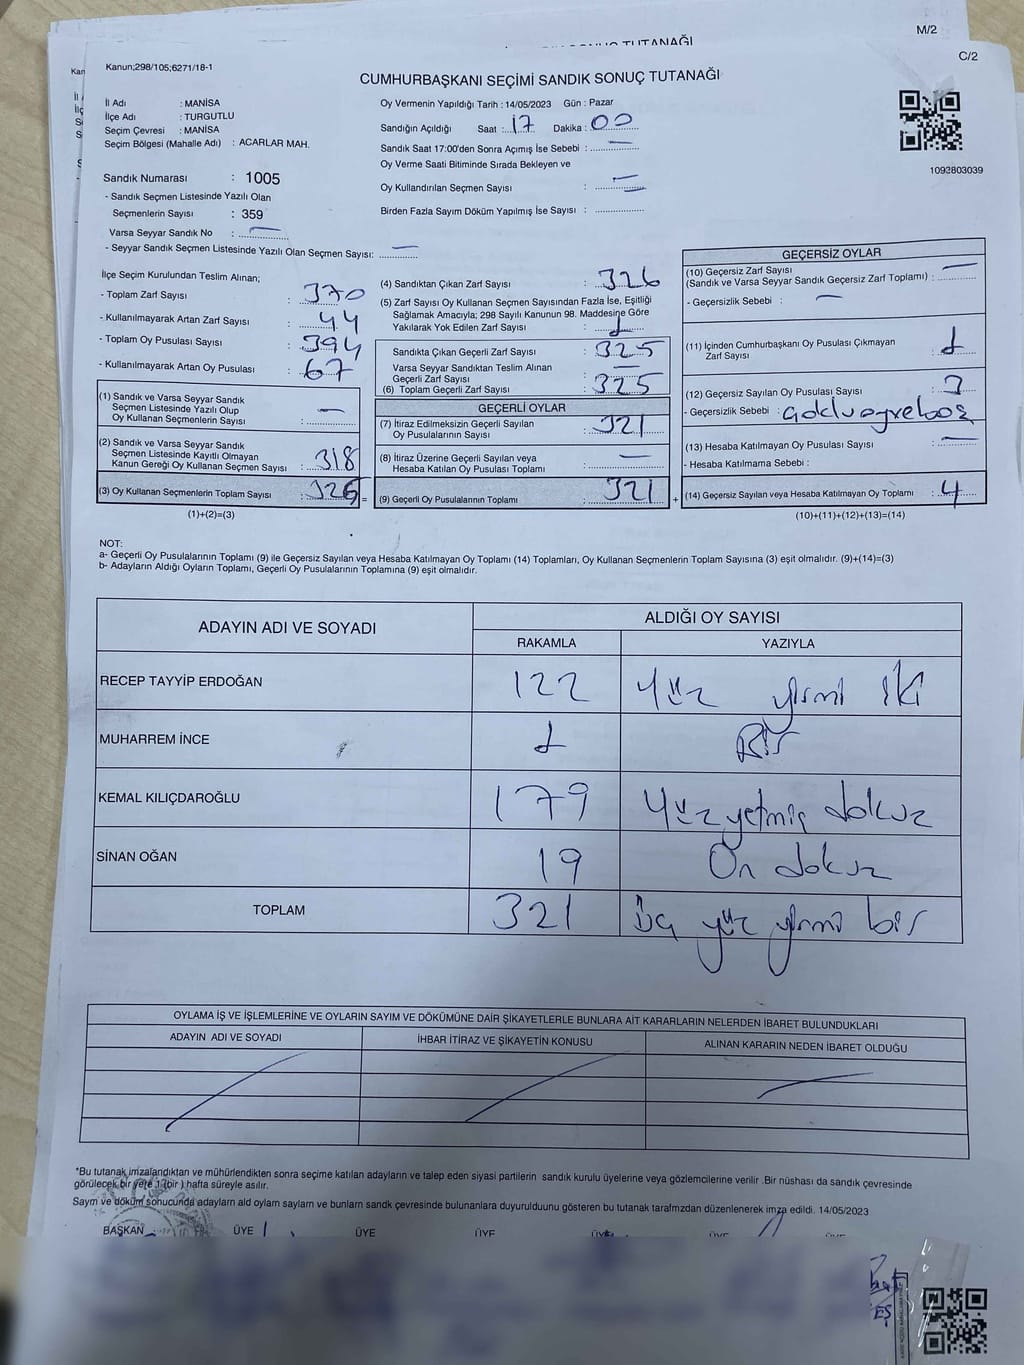 M/2
SONUÇ TUTANAĞI
C/2
Kanun;298/105;6271/18-1
CUMHURBAŞKANI SEÇİMİ SANDIK SONUÇ TUTANAĞI
İl Adı : MANİSA
İlçe Adı : TURGUTLU
Seçim Çevresi : MANİSA
Seçim Bölgesi (Mahalle Adı) : ACARLAR MAH.
Oy Vermenin Yapıldığı Tarih : 14/05/2023 Gün : Pazar
Sandığın Açıldığı Saat : 17 Dakika : 00
Sandık Saat 17:00'den Sonra Açımış İse Sebebi : —
Oy Verme Saati Bitiminde Sırada Bekleyen ve
Oy Kullandırılan Seçmen Sayısı : —
Birden Fazla Sayım Döküm Yapılmış İse Sayısı :
1092803039
Sandık Numarası : 1005
- Sandık Seçmen Listesinde Yazılı Olan
Seçmenlerin Sayısı : 359
Varsa Seyyar Sandık No : —
- Seyyar Sandık Seçmen Listesinde Yazılı Olan Seçmen Sayısı: —
İlçe Seçim Kurulundan Teslim Alınan;
- Toplam Zarf Sayısı : 370
- Kullanılmayarak Artan Zarf Sayısı : 44
- Toplam Oy Pusulası Sayısı : 394
- Kullanılmayarak Artan Oy Pusulası : 67
(1) Sandık ve Varsa Seyyar Sandık
Seçmen Listesinde Yazılı Olup
Oy Kullanan Seçmenlerin Sayısı : —
(2) Sandık ve Varsa Seyyar Sandık
Seçmen Listesinde Kayıtlı Olmayan
Kanun Gereği Oy Kullanan Seçmen Sayısı : 318
(3) Oy Kullanan Seçmenlerin Toplam Sayısı : 326 =
(1)+(2)=(3)
(4) Sandıktan Çıkan Zarf Sayısı : 326
(5) Zarf Sayısı Oy Kullanan Seçmen Sayısından Fazla İse, Eşitliği
Sağlamak Amacıyla; 298 Sayılı Kanunun 98. Maddesine Göre
Yakılarak Yok Edilen Zarf Sayısı : 1
Sandıkta Çıkan Geçerli Zarf Sayısı : 325
Varsa Seyyar Sandıktan Teslim Alınan
Geçerli Zarf Sayısı : —
(6) Toplam Geçerli Zarf Sayısı : 325
GEÇERLİ OYLAR
(7) İtiraz Edilmeksizin Geçerli Sayılan
Oy Pusulalarının Sayısı : 321
(8) İtiraz Üzerine Geçerli Sayılan veya
Hesaba Katılan Oy Pusulası Toplamı : —
(9) Geçerli Oy Pusulalarının Toplamı : 321 +
GEÇERSİZ OYLAR
(10) Geçersiz Zarf Sayısı
(Sandık ve Varsa Seyyar Sandık Geçersiz Zarf Toplamı) : —
- Geçersizlik Sebebi : —
(11) İçinden Cumhurbaşkanı Oy Pusulası Çıkmayan
Zarf Sayısı : 1
(12) Geçersiz Sayılan Oy Pusulası Sayısı : 3
- Geçersizlik Sebebi :
(13) Hesaba Katılmayan Oy Pusulası Sayısı : —
- Hesaba Katılmama Sebebi :
(14) Geçersiz Sayılan veya Hesaba Katılmayan Oy Toplamı : 4
(10)+(11)+(12)+(13)=(14)
NOT:
a- Geçerli Oy Pusulalarının Toplamı (9) ile Geçersiz Sayılan veya Hesaba Katılmayan Oy Toplamı (14) Toplamları, Oy Kullanan Seçmenlerin Toplam Sayısına (3) eşit olmalıdır. (9)+(14)=(3)
b- Adayların Aldığı Oyların Toplamı, Geçerli Oy Pusulalarının Toplamına (9) eşit olmalıdır.
ADAYIN ADI VE SOYADI ALDIĞI OY SAYISI
RAKAMLA YAZIYLA
RECEP TAYYİP ERDOĞAN 122 Yüz yirmi iki
MUHARREM İNCE 1 Bir
KEMAL KILIÇDAROĞLU 179 Yüz yetmiş dokuz
SİNAN OĞAN 19 On dokuz
TOPLAM 321 Üç yüz yirmi bir
OYLAMA İŞ VE İŞLEMLERİNE VE OYLARIN SAYIM VE DÖKÜMÜNE DAİR ŞİKAYETLERLE BUNLARA AİT KARARLARIN NELERDEN İBARET BULUNDUKLARI
ADAYIN ADI VE SOYADI İHBAR İTİRAZ VE ŞİKAYETİN KONUSU ALINAN KARARIN NEDEN İBARET OLDUĞU
*Bu tutanak imzalandıktan ve mühürlendikten sonra seçime katılan adayların ve talep eden siyasi partilerin sandık kurulu üyelerine veya gözlemcilerine verilir .Bir nüshası da sandık çevresinde
görülecek bir yere 1 (bir ) hafta süreyle asılır.
Sayım ve döküm sonucunda adayların ald oyların sayların ve bunların sandk çevresinde bulunanlara duyurulduunu gösteren bu tutanak tarafmzdan düzenlenerek imza edildi. 14/05/2023
BAŞKAN ÜYE ÜYE ÜYE ÜYE ÜYE ÜYE